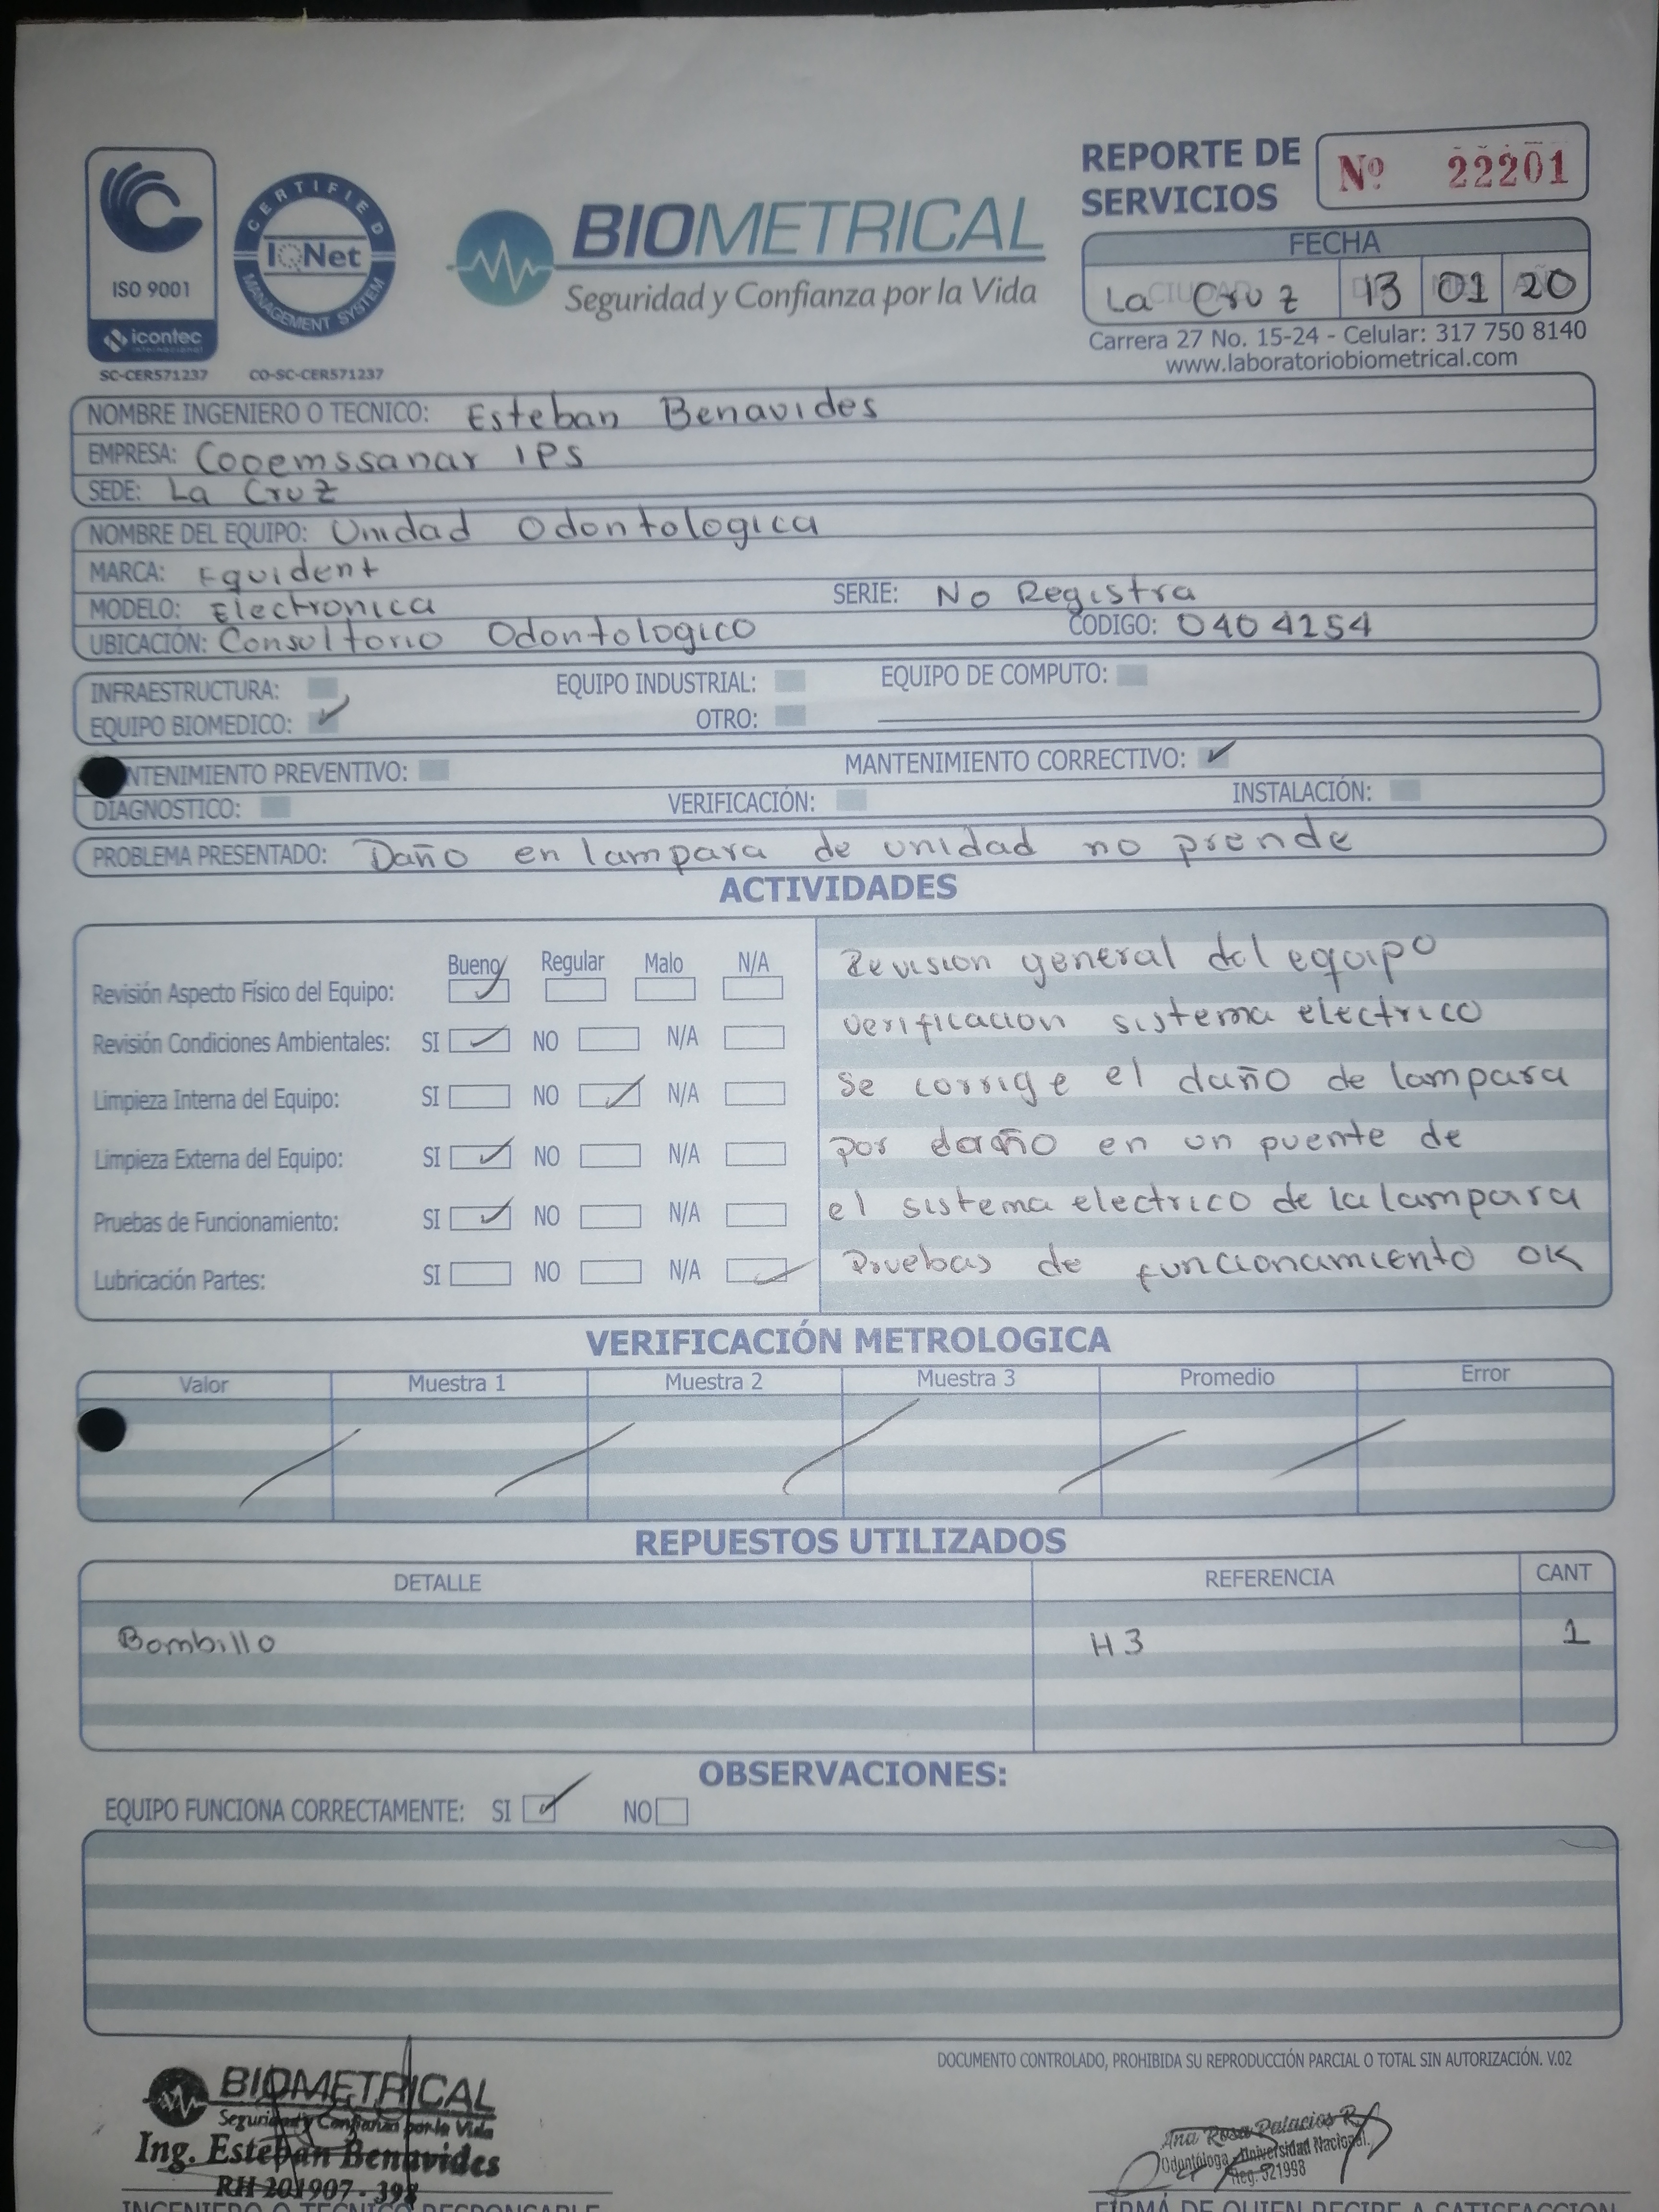 REPORTE DE SERVICIOS
Nº 22201
ISO 9001
icontec
internacional
SC-CER571237
CERTIFIED
IQNet
MANAGEMENT SYSTEM
CO-SC-CER571237
BIOMETRICAL
Seguridad y Confianza por la Vida
FECHA
La Cruz 13 01 20
Carrera 27 No. 15-24 - Celular: 317 750 8140
www.laboratoriobiometrical.com
NOMBRE INGENIERO O TECNICO: Esteban Benavides
EMPRESA: Cooemssanar IPS
SEDE: La Cruz
NOMBRE DEL EQUIPO: Unidad Odontologica
MARCA: Equident
MODELO: Electronica SERIE: No Registra
UBICACIÓN: Consultorio Odontologico CODIGO: 0404254
INFRAESTRUCTURA: EQUIPO INDUSTRIAL: EQUIPO DE COMPUTO:
EQUIPO BIOMEDICO: ✓ OTRO:
NTENIMIENTO PREVENTIVO: MANTENIMIENTO CORRECTIVO: ✓
DIAGNOSTICO: VERIFICACIÓN: INSTALACIÓN:
PROBLEMA PRESENTADO: Daño en lampara de unidad no prende
ACTIVIDADES
Bueno Regular Malo N/A
Revisión Aspecto Físico del Equipo: ✓
Revisión Condiciones Ambientales: SI ✓ NO N/A
Limpieza Interna del Equipo: SI NO ✓ N/A
Limpieza Externa del Equipo: SI ✓ NO N/A
Pruebas de Funcionamiento: SI ✓ NO N/A
Lubricación Partes: SI NO N/A ✓
Revision general del equipo
verificacion sistema electrico
se corrige el daño de lampara
por daño en un puente de
el sistema electrico de la lampara
Pruebas de funcionamiento OK
VERIFICACIÓN METROLOGICA
Valor Muestra 1 Muestra 2 Muestra 3 Promedio Error
REPUESTOS UTILIZADOS
DETALLE REFERENCIA CANT
Bombillo H3 1
OBSERVACIONES:
EQUIPO FUNCIONA CORRECTAMENTE: SI ✓ NO
DOCUMENTO CONTROLADO, PROHIBIDA SU REPRODUCCIÓN PARCIAL O TOTAL SIN AUTORIZACIÓN. V.02
BIOMETRICAL
Seguridad y Confianza por la Vida
Ing. Esteban Benavides
RH 201907 - 398
INGENIERO O TECNICO RESPONSABLE
Ana Rosa Palacios R.
Odontóloga - Universidad Nacional.
Reg. 521998
FIRMA DE QUIEN RECIBE A SATISFACCION